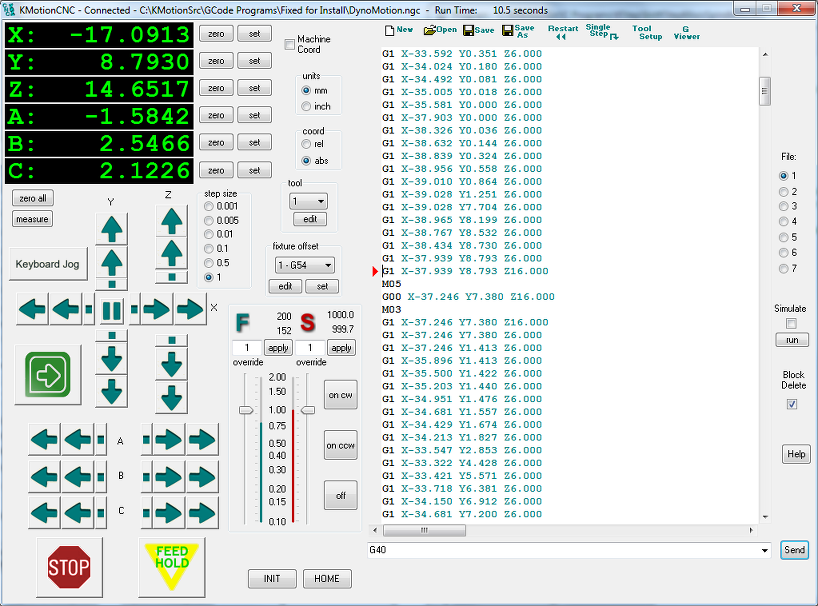 KMotionCNC - Connected - C:\KMotionSrc\GCode Programs\Fixed for Install\DynoMotion.ngc - Run Time: 10.5 seconds
X: -17.0913 zero set
Y: 8.7930 zero set
Z: 14.6517 zero set
A: -1.5842 zero set
B: 2.5466 zero set
C: 2.1226 zero set
Machine Coord
units
mm
inch
coord
rel
abs
tool
1
edit
fixture offset
1 - G54
edit set
zero all
measure
Keyboard Jog
Y
Z
X
step size
0.001
0.005
0.01
0.1
0.5
1
A
B
C
STOP
FEED HOLD
F 200 S 1000.0
152 999.7
1 apply 1 apply
override override
2.00
1.50
1.00
0.75
0.50
0.40
0.30
0.20
0.15
0.10
on cw
on ccw
off
INIT HOME
New Open Save Save As Restart Single Step Tool Setup G Viewer
G1 X-33.592 Y0.351 Z6.000
G1 X-34.024 Y0.180 Z6.000
G1 X-34.492 Y0.081 Z6.000
G1 X-35.005 Y0.018 Z6.000
G1 X-35.581 Y0.000 Z6.000
G1 X-37.903 Y0.000 Z6.000
G1 X-38.326 Y0.036 Z6.000
G1 X-38.632 Y0.144 Z6.000
G1 X-38.839 Y0.324 Z6.000
G1 X-38.956 Y0.558 Z6.000
G1 X-39.010 Y0.864 Z6.000
G1 X-39.028 Y1.251 Z6.000
G1 X-39.028 Y7.704 Z6.000
G1 X-38.965 Y8.199 Z6.000
G1 X-38.767 Y8.532 Z6.000
G1 X-38.434 Y8.730 Z6.000
G1 X-37.939 Y8.793 Z6.000
G1 X-37.939 Y8.793 Z16.000
M05
G00 X-37.246 Y7.380 Z16.000
M03
G1 X-37.246 Y7.380 Z16.000
G1 X-37.246 Y7.380 Z6.000
G1 X-37.246 Y1.413 Z6.000
G1 X-35.896 Y1.413 Z6.000
G1 X-35.500 Y1.422 Z6.000
G1 X-35.203 Y1.440 Z6.000
G1 X-34.951 Y1.476 Z6.000
G1 X-34.681 Y1.557 Z6.000
G1 X-34.429 Y1.674 Z6.000
G1 X-34.213 Y1.827 Z6.000
G1 X-33.547 Y2.853 Z6.000
G1 X-33.322 Y4.428 Z6.000
G1 X-33.421 Y5.571 Z6.000
G1 X-33.718 Y6.381 Z6.000
G1 X-34.150 Y6.912 Z6.000
G1 X-34.681 Y7.200 Z6.000
G40 Send
File:
1
2
3
4
5
6
7
Simulate
run
Block Delete
Help